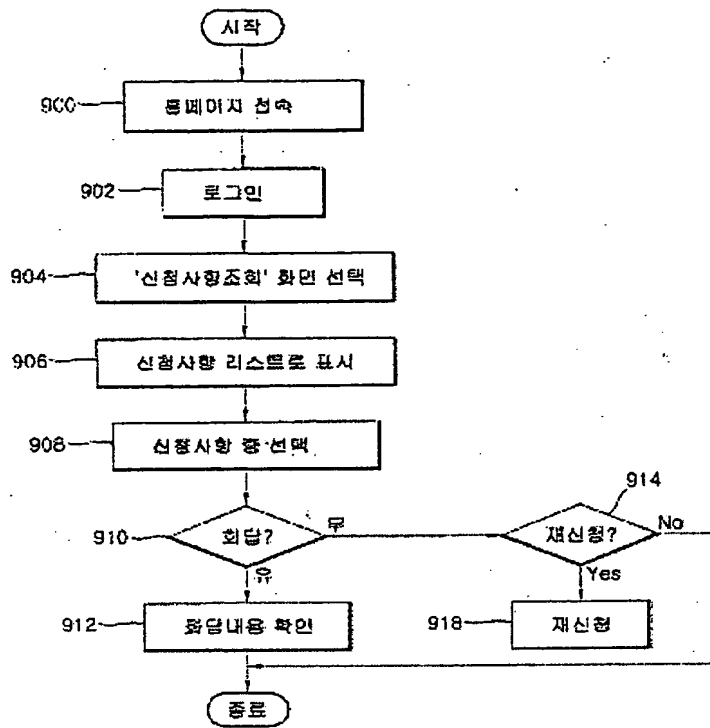 시작
900
홈페이지 접속
902
로그인
904
'신청사항조회' 화면 선택
906
신청사항 리스트로 표시
908
신청사항 중 선택
910
회답?
무
유
914
재신청?
No
Yes
912
회답내용 확인
918
재신청
종료